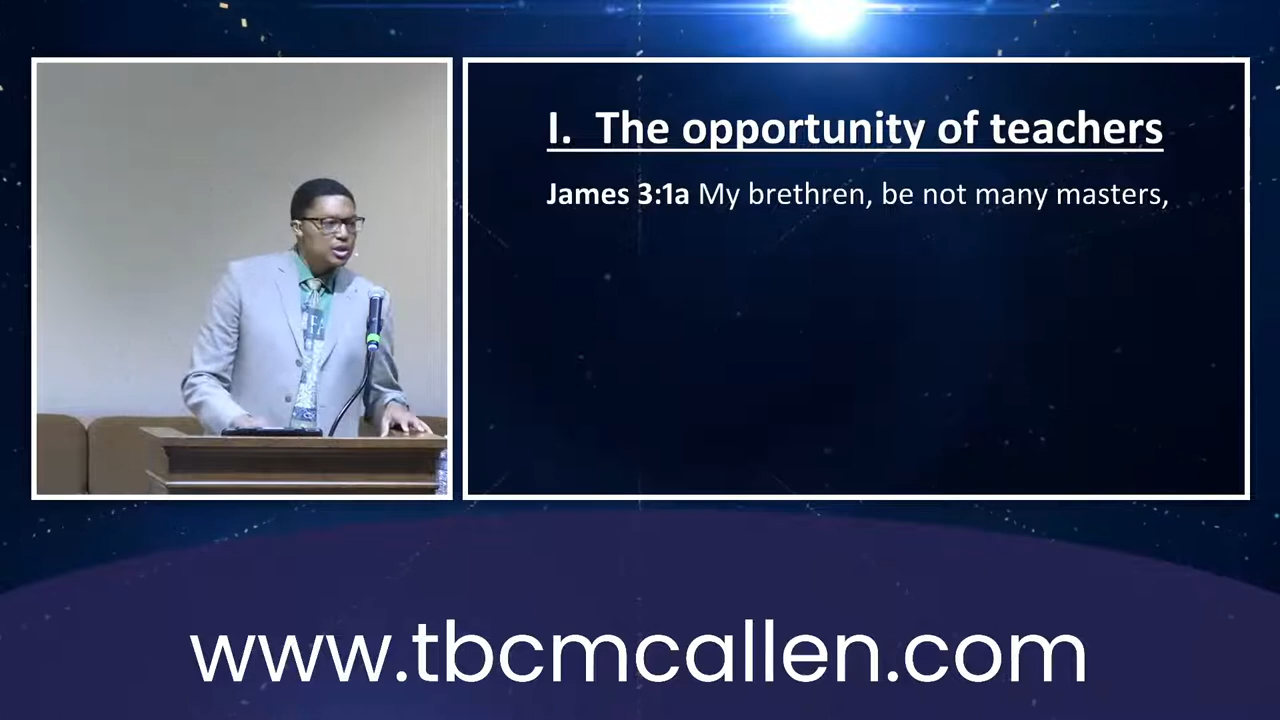 I. The opportunity of teachers
James 3:1a My brethren, be not many masters,
www.tbcmcallen.com